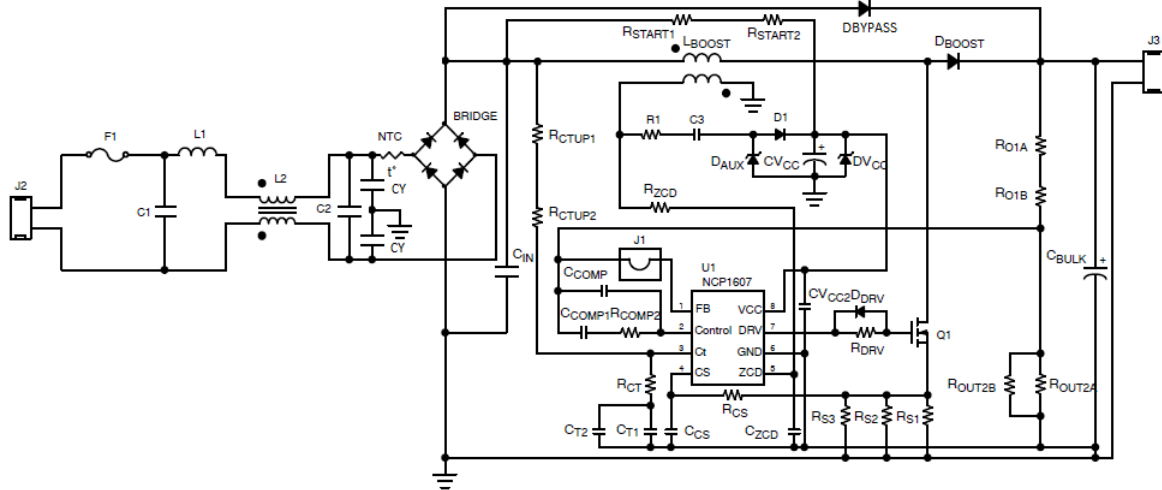 DBYPASS
RSTART1
RSTART2
LBOOST
DBOOST
J3
F1
L1
NTC
BRIDGE
RCTUP1
R1
C3
D1
J2
L2
t°
CY
DAUX
CVCC
DVCC
RO1A
C1
C2
RZCD
RO1B
RCTUP2
CY
CIN
J1
CBULK
CCOMP
U1
NCP1607
CVCC2
DDRV
CCOMP1
RCOMP2
1
FB
VCC
8
2
Control
DRV
7
RDRV
Q1
3
Ct
GND
6
4
CS
ZCD
5
RCT
RCS
ROUT2B
ROUT2A
CT2
CT1
CCS
CZCD
RS3
RS2
RS1
+
+